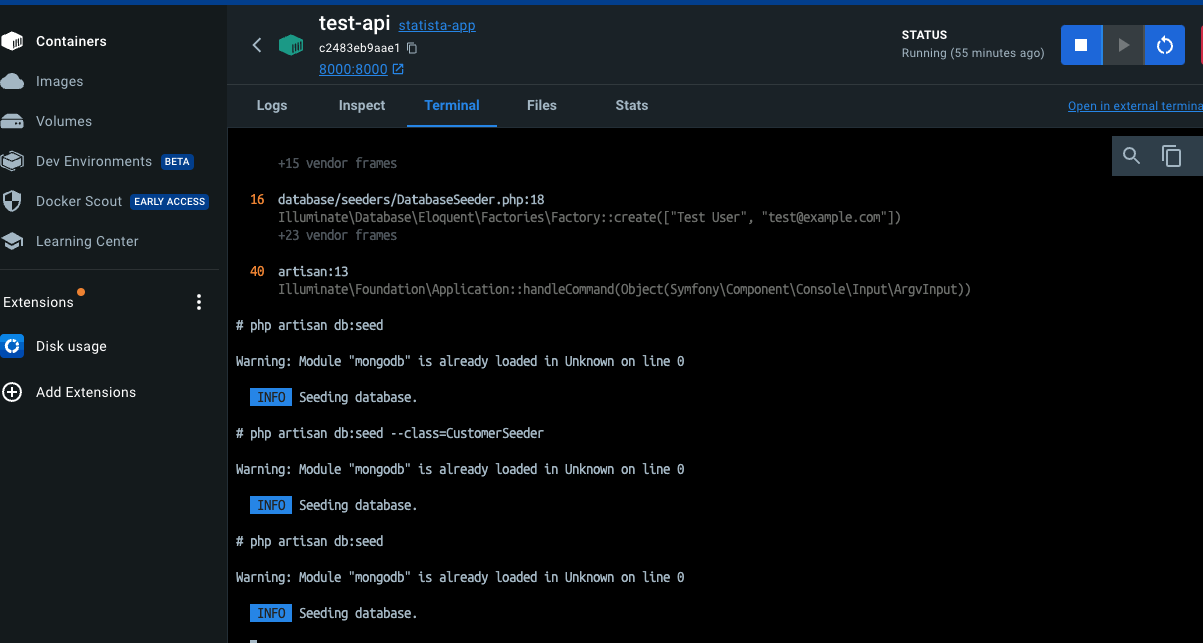 Containers
Images
Volumes
Dev Environments BETA
Docker Scout EARLY ACCESS
Learning Center
Extensions
Disk usage
Add Extensions
test-api statista-app
c2483eb9aae1
8000:8000
STATUS
Running (55 minutes ago)
Logs Inspect Terminal Files Stats
Open in external termina
+15 vendor frames
16 database/seeders/DatabaseSeeder.php:18
Illuminate\Database\Eloquent\Factories\Factory::create(["Test User", "test@example.com"])
+23 vendor frames
40 artisan:13
Illuminate\Foundation\Application::handleCommand(Object(Symfony\Component\Console\Input\ArgvInput))
# php artisan db:seed
Warning: Module "mongodb" is already loaded in Unknown on line 0
INFO Seeding database.
# php artisan db:seed --class=CustomerSeeder
Warning: Module "mongodb" is already loaded in Unknown on line 0
INFO Seeding database.
# php artisan db:seed
Warning: Module "mongodb" is already loaded in Unknown on line 0
INFO Seeding database.